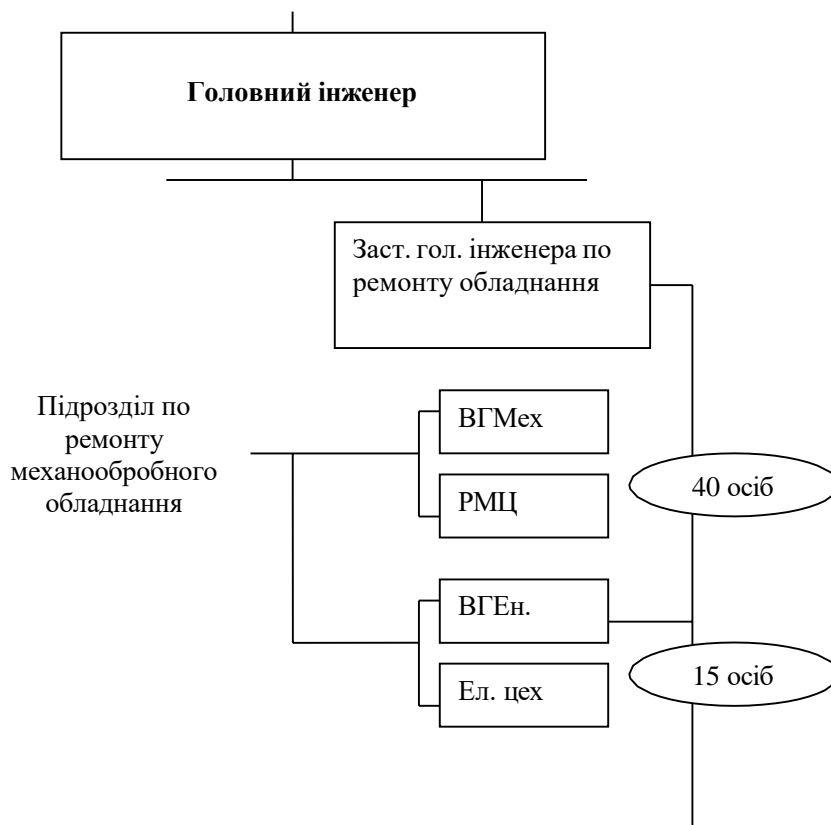 Головний інженер
Заст. гол. інженера по
ремонту обладнання
Підрозділ по
ремонту
механообробного
обладнання
ВГМех
РМЦ
40 осіб
ВГЕн.
Ел. цех
15 осіб